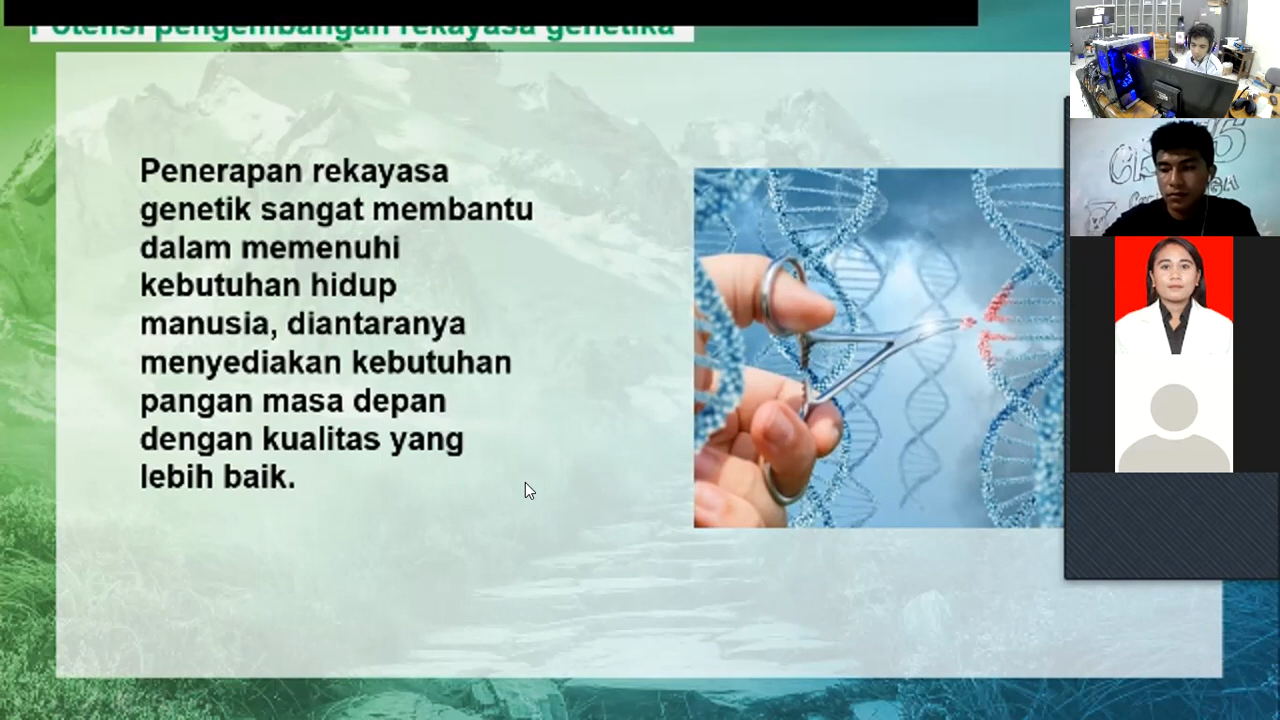 Potensi pengembangan rekayasa genetika
Penerapan rekayasa
genetik sangat membantu
dalam memenuhi
kebutuhan hidup
manusia, diantaranya
menyediakan kebutuhan
pangan masa depan
dengan kualitas yang
lebih baik.